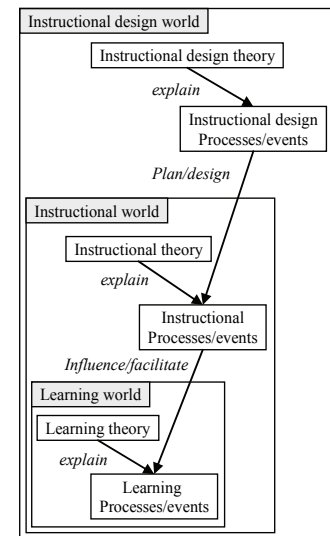 Instructional design world
Instructional design theory
explain
Instructional design
Processes/events
Plan/design
Instructional world
Instructional theory
explain
Instructional
Processes/events
Influence/facilitate
Learning world
Learning theory
explain
Learning
Processes/events